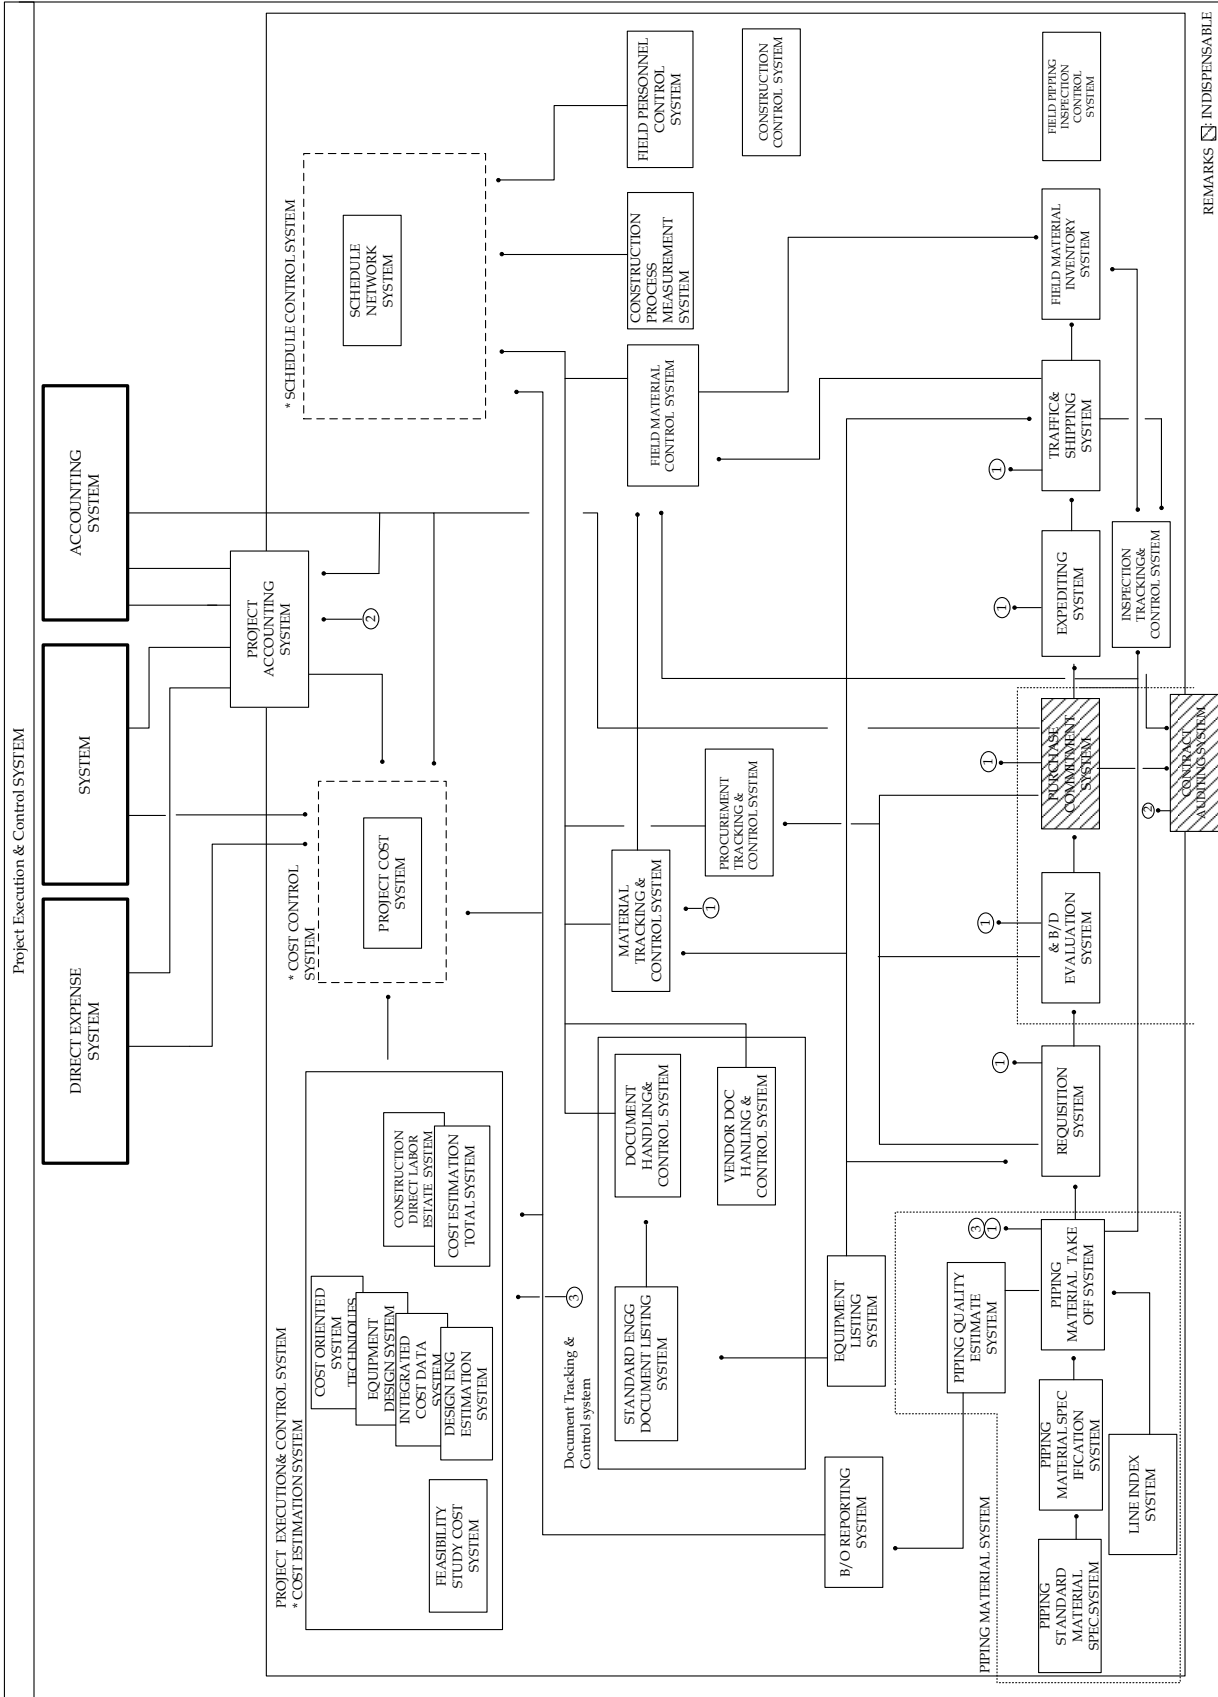 Project Execution & Control SYSTEM
DIRECT EXPENSE
SYSTEM
SYSTEM
ACCOUNTING
SYSTEM
PROJECT
ACCOUNTING
SYSTEM
2
PROJECT EXECUTION& CONTROL SYSTEM
* COST ESTIMATION SYSTEM
FEASIBILITY
STUDY COST
SYSTEM
COST ORIENTED
SYSTEM
TECHNIQUES
EQUIPMENT
DESIGN SYSTEM
INTEGRATED
COST DATA
SYSTEM
DESIGN ENG
ESTIMATION
SYSTEM
CONSTRUCTION
DIRECT LABOR
ESTATE SYSTEM
COST ESTIMATION
TOTAL SYSTEM
* COST CONTROL
SYSTEM
PROJECT COST
SYSTEM
* SCHEDULE CONTROL SYSTEM
SCHEDULE
NETWORK
SYSTEM
3
Document Tracking &
Control system
STANDARD ENGG
DOCUMENT LISTING
SYSTEM
DOCUMENT
HANDLING&
CONTROL SYSTEM
VENDOR DOC
HANLING &
CONTROL SYSTEM
MATERIAL
TRACKING &
CONTROL SYSTEM
1
PROCUREMENT
TRACKING &
CONTROL SYSTEM
FIELD MATERIAL
CONTROL SYSTEM
CONSTRUCTION
PROCESS
MEASUREMENT
SYSTEM
FIELD PERSONNEL
CONTROL
SYSTEM
CONSTRUCTION
CONTROL SYSTEM
B/O REPORTING
SYSTEM
EQUIPMENT
LISTING
SYSTEM
PIPING MATERIAL SYSTEM
PIPING QUALITY
ESTIMATE
SYSTEM
3
1
1
1
1
1
1
PIPING
STANDARD
MATERIAL
SPEC.SYSTEM
PIPING
MATERIAL SPEC
IFICATION
SYSTEM
PIPING
MATERIAL TAKE
OFF SYSTEM
REQUISITION
SYSTEM
& B/D
EVALUATION
SYSTEM
PURCHASE
COMMITMENT
SYSTEM
EXPEDITING
SYSTEM
TRAFFIC&
SHIPPING
SYSTEM
FIELD MATERIAL
INVENTORY
SYSTEM
FIELD PIPPING
INSPECTION
CONTROL
SYSTEM
LINE INDEX
SYSTEM
2
CONTRACT
AUDITING SYSTEM
INSPECTION
TRACKING&
CONTROL SYSTEM
REMARKS : INDISPENSABLE